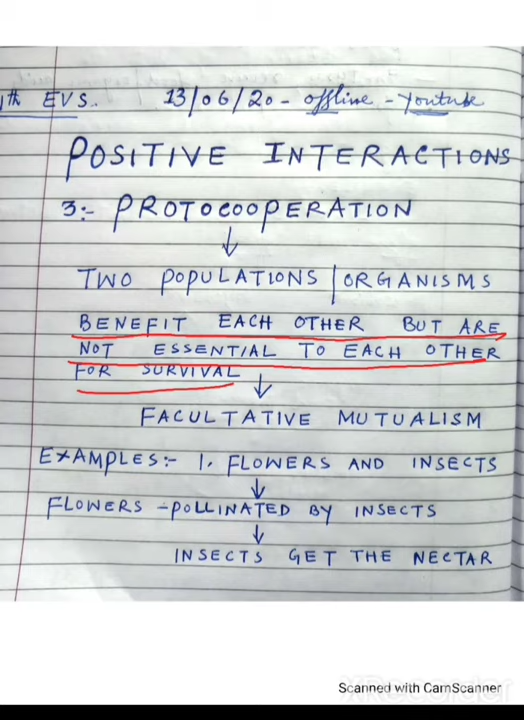 th EVS.. 13/06/20 - offline - Youtube
POSITIVE INTERACTIONS
3:- PROTOCOOPERATION
↓
TWO POPULATIONS / ORGANISMS
BENEFIT EACH OTHER BUT ARE
NOT ESSENTIAL TO EACH OTHER
FOR SURVIVAL ↓
FACULTATIVE MUTUALISM
EXAMPLES:- 1. FLOWERS AND INSECTS
↓
FLOWERS - POLLINATED BY INSECTS
↓
INSECTS GET THE NECTAR
Scanned with CamScanner
XRecorder